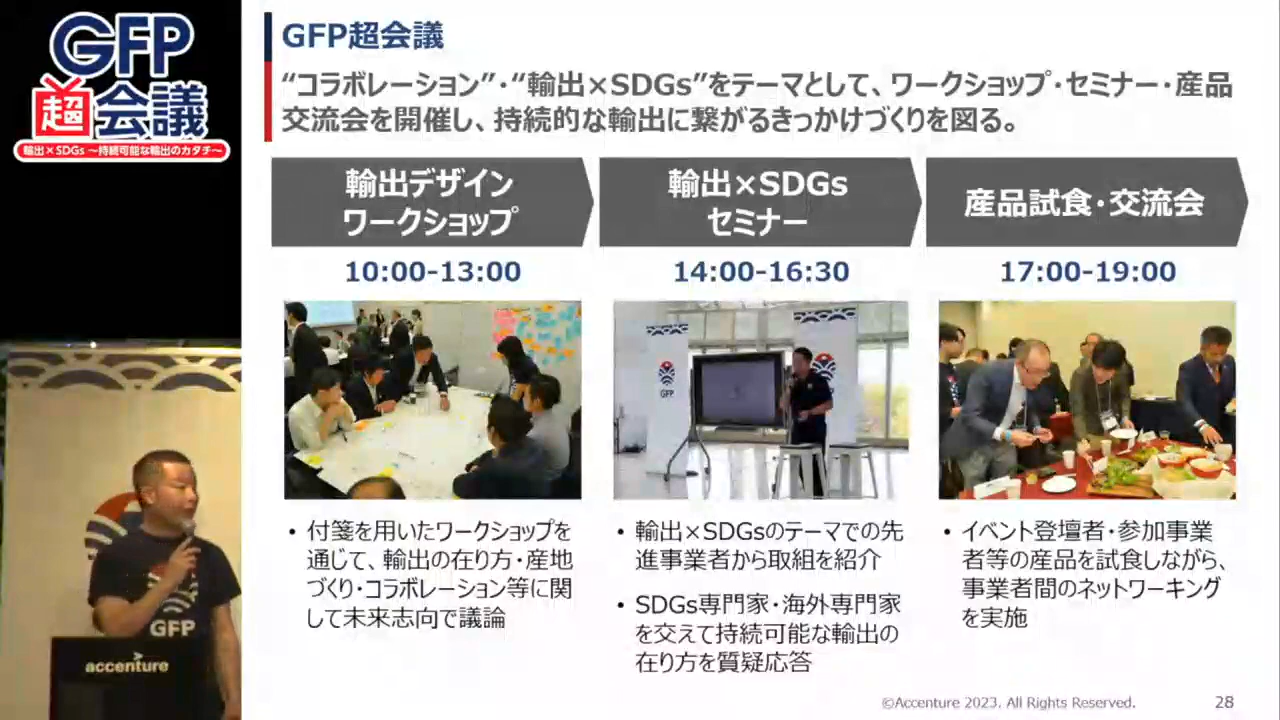 GFP
超会議
輸出×SDGs ～持続可能な輸出のカタチ～
GFP超会議
“コラボレーション”・“輸出×SDGs”をテーマとして、ワークショップ・セミナー・産品
交流会を開催し、持続的な輸出に繋がるきっかけづくりを図る。
輸出デザイン
ワークショップ
10:00-13:00
輸出×SDGs
セミナー
14:00-16:30
産品試食・交流会
17:00-19:00
GFP
• 付箋を用いたワークショップを
通じて、輸出の在り方・産地
づくり・コラボレーション等に関
して未来志向で議論
• 輸出×SDGsのテーマでの先
進事業者から取組を紹介
• SDGs専門家・海外専門家
を交えて持続可能な輸出の
在り方を質疑応答
• イベント登壇者・参加事業
者等の産品を試食しながら、
事業者間のネットワーキング
を実施
GFP
accenture
©Accenture 2023. All Rights Reserved.
28